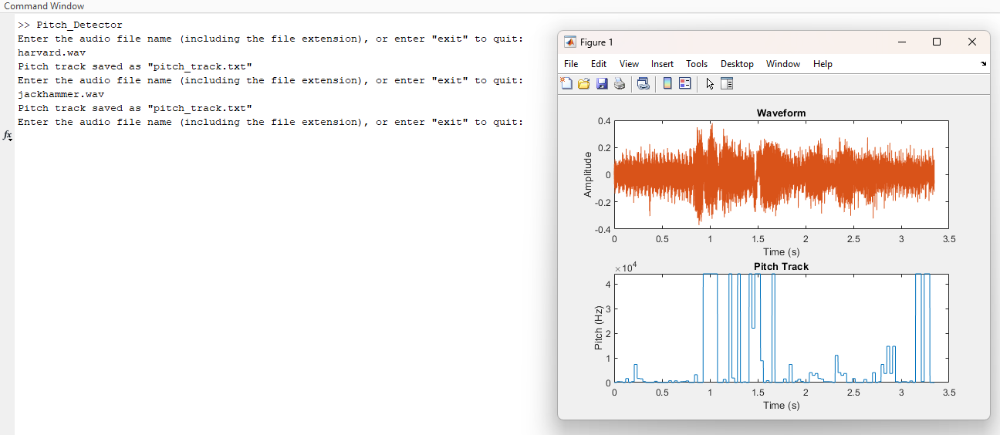 Command Window
>> Pitch_Detector
Enter the audio file name (including the file extension), or enter "exit" to quit:
harvard.wav
Pitch track saved as "pitch_track.txt"
Enter the audio file name (including the file extension), or enter "exit" to quit:
jackhammer.wav
Pitch track saved as "pitch_track.txt"
Enter the audio file name (including the file extension), or enter "exit" to quit:
fx
Figure 1
File Edit View Insert Tools Desktop Window Help
Waveform
0.4
0.2
0
-0.2
-0.4
Amplitude
0 0.5 1 1.5 2 2.5 3 3.5
Time (s)
×10⁴
Pitch Track
4
3
2
1
0
Pitch (Hz)
0 0.5 1 1.5 2 2.5 3 3.5
Time (s)